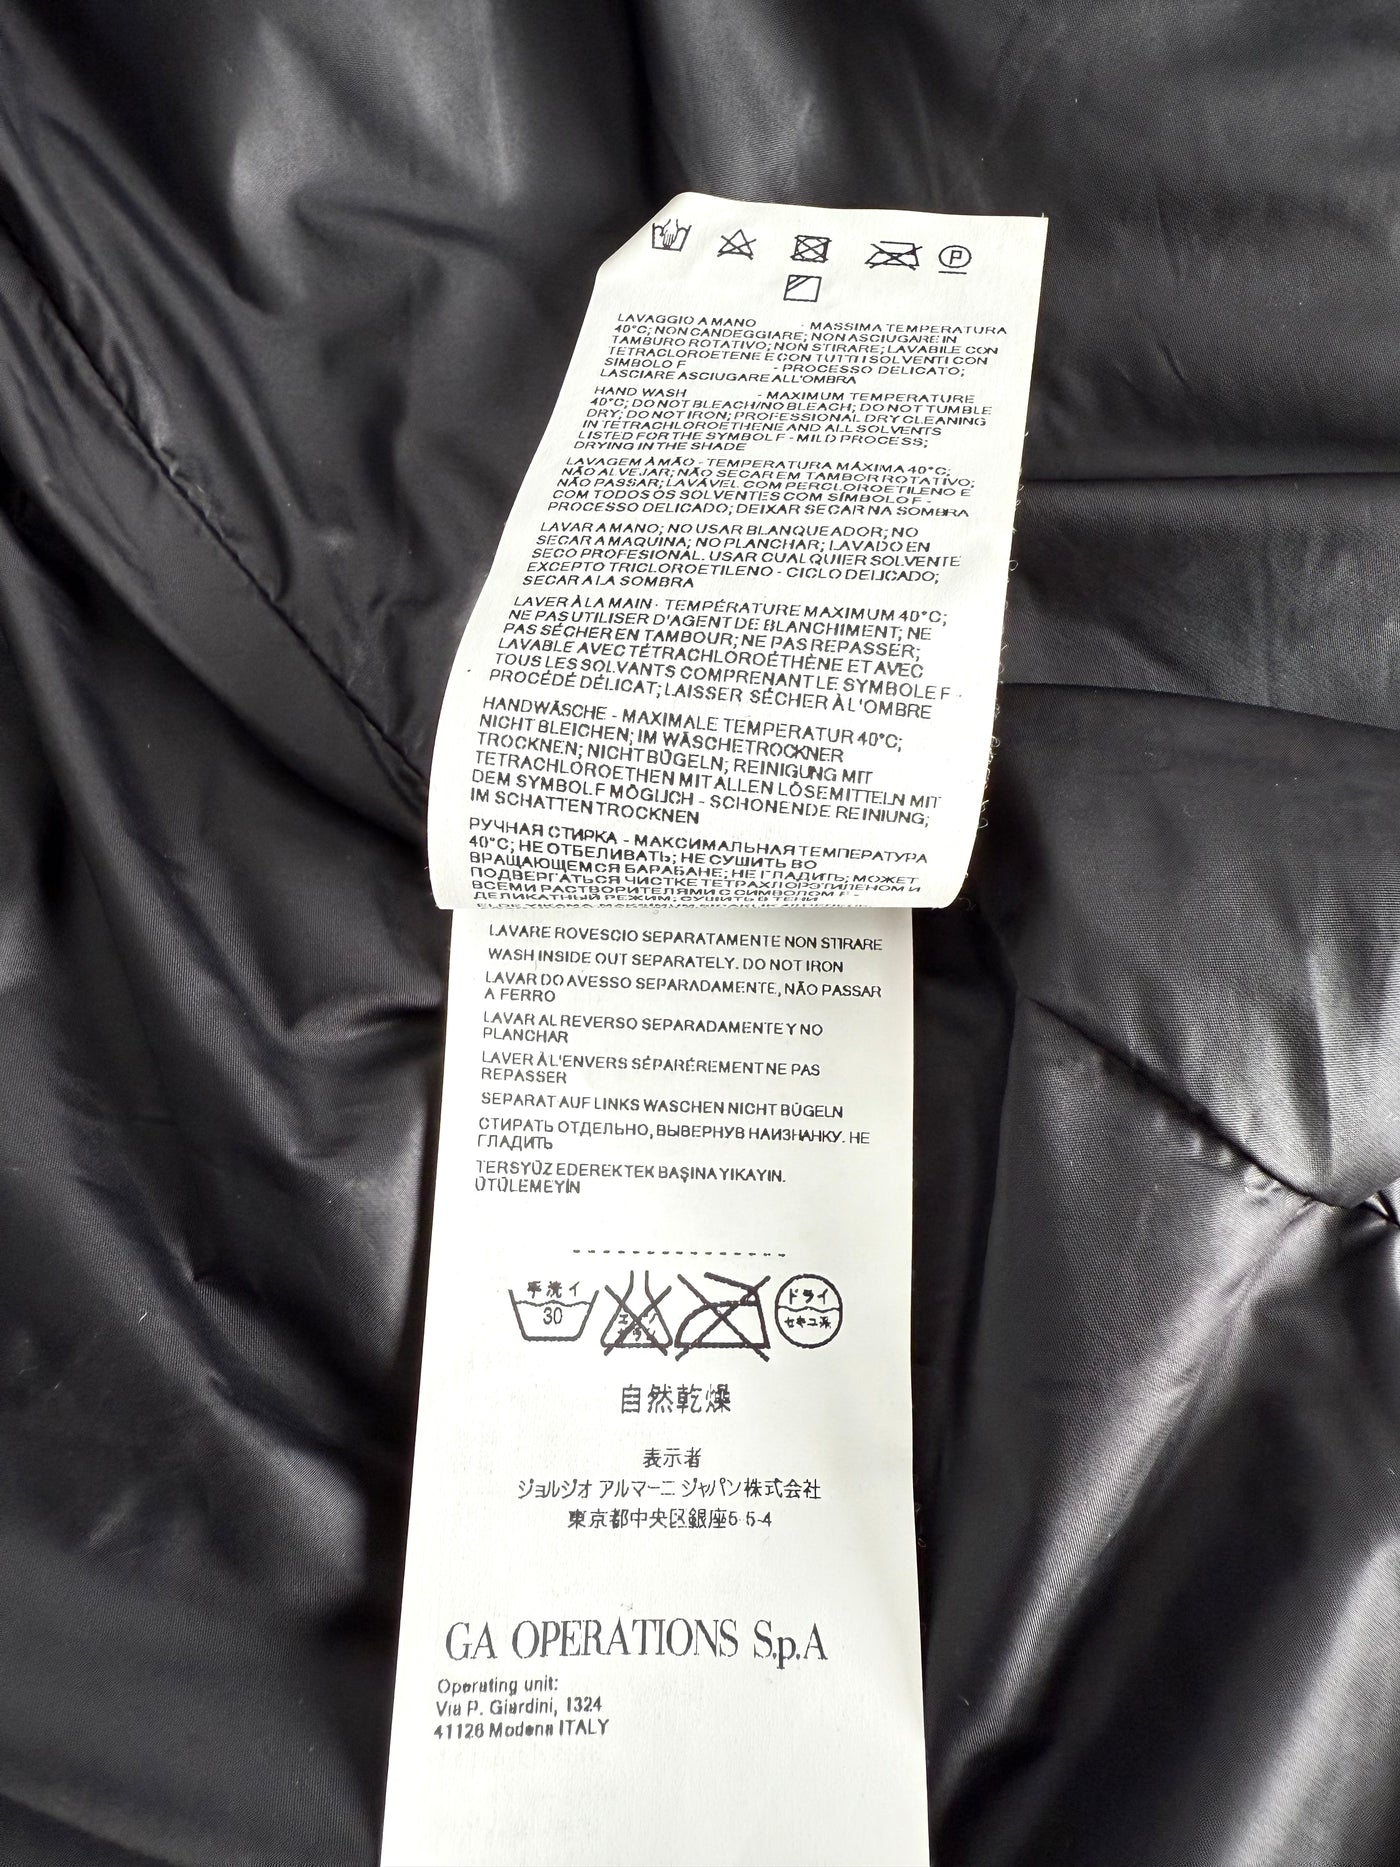 P
LAVAGGIO A MANO - MASSIMA TEMPERATURA
40°C; NON CANDEGGIARE; NON ASCIUGARE IN
TAMBURO ROTATIVO; NON STIRARE; LAVABILE CON
TETRACLOROETENE E CON TUTTI I SOLVENTI CON
SIMBOLO F - PROCESSO DELICATO;
LASCIARE ASCIUGARE ALL'OMBRA
HAND WASH - MAXIMUM TEMPERATURE
40°C; DO NOT BLEACH/NO BLEACH; DO NOT TUMBLE
DRY; DO NOT IRON; PROFESSIONAL DRY CLEANING
IN TETRACLOROETHENE AND ALL SOLVENTS
LISTED FOR THE SYMBOL F - MILD PROCESS;
DRYING IN THE SHADE
LAVAGEM À MÃO - TEMPERATURA MÁXIMA 40°C;
NÃO ALVEJAR; NÃO SECAR EM TAMBOR ROTATIVO;
NÃO PASSAR; LAVÁVEL COM PERCLOROETILENO E
COM TODOS OS SOLVENTES COM SÍMBOLO F -
PROCESSO DELICADO; DEIXAR SECAR NA SOMBRA
LAVAR A MANO; NO USAR BLANQUEADOR; NO
SECAR A MAQUINA; NO PLANCHAR; LAVADO EN
SECO PROFESIONAL. USAR CUALQUIER SOLVENTE
EXCEPTO TRICLOROETILENO - CICLO DELICADO;
SECAR A LA SOMBRA
LAVER À LA MAIN - TEMPÉRATURE MAXIMUM 40°C;
NE PAS UTILISER D'AGENT DE BLANCHIMENT; NE
PAS SÉCHER EN TAMBOUR; NE PAS REPASSER;
LAVABLE AVEC TÉTRACHLOROÉTHÈNE ET AVEC
TOUS LES SOLVANTS COMPRENANT LE SYMBOLE F -
PROCÉDÉ DÉLICAT; LAISSER SÉCHER À L'OMBRE
HANDWÄSCHE - MAXIMALE TEMPERATUR 40°C;
NICHT BLEICHEN; IM WÄSCHETROCKNER
TROCKNEN; NICHT BÜGELN; REINIGUNG MIT
TETRACHLOROETHEN MIT ALLEN LÖSEMITTELN MIT
DEM SYMBOL F MÖGLICH - SCHONENDE REINIUNG;
IM SCHATTEN TROCKNEN
РУЧНАЯ СТИРКА - МАКСИМАЛЬНАЯ ТЕМПЕРАТУРА
40°C; НЕ ОТБЕЛИВАТЬ; НЕ СУШИТЬ ВО
ВРАЩАЮЩЕМСЯ БАРАБАНЕ; НЕ ГЛАДИТЬ; МОЖЕТ
ПОДВЕРГАТЬСЯ ЧИСТКЕ ТЕТРАХЛОРЭТИЛЕНОМ И
ВСЕМИ РАСТВОРИТЕЛЯМИ С СИМВОЛОМ F -
ДЕЛИКАТНЫЙ РЕЖИМ; СУШИТЬ В ТЕНИ
LAVARE ROVESCIO SEPARATAMENTE NON STIRARE
WASH INSIDE OUT SEPARATELY. DO NOT IRON
LAVAR DO AVESSO SEPARADAMENTE, NÃO PASSAR
A FERRO
LAVAR AL REVERSO SEPARADAMENTE Y NO
PLANCHAR
LAVER À L'ENVERS SÉPARÉREMENT NE PAS
REPASSER
SEPARAT AUF LINKS WASCHEN NICHT BÜGELN
СТИРАТЬ ОТДЕЛЬНО, ВЫВЕРНУВ НАИЗНАНКУ. НЕ
ГЛАДИТЬ
TERSYÜZ EDEREKTEK BAŞINA YIKAYIN.
ÜTÜLEMEYİN
手洗イ
30
ドライ
セキユ系
自然乾燥
表示者
ジョルジオ アルマーニ ジャパン株式会社
東京都中央区銀座5-5-4
GA OPERATIONS S.p.A
Operating unit:
Via P. Giardini, 1324
41126 Modena ITALY